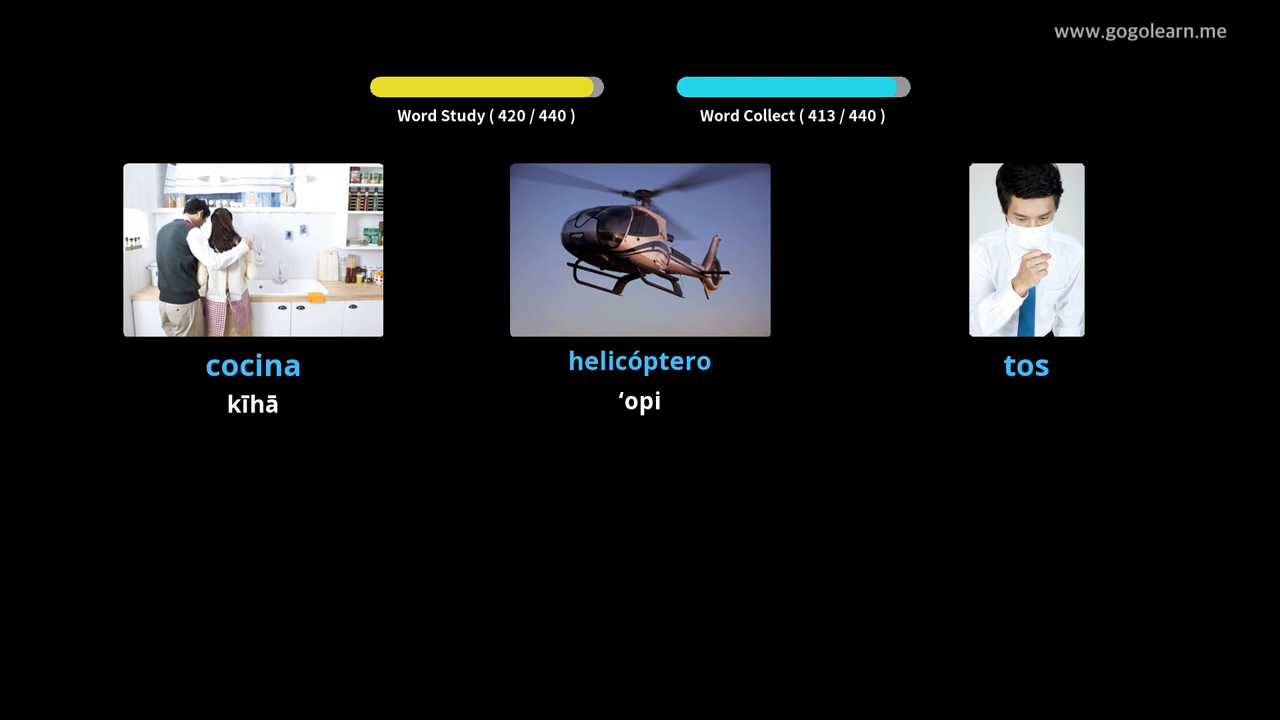 www.gogolearn.me
Word Study ( 420 / 440 )
Word Collect ( 413 / 440 )
cocina
kīhā
helicóptero
ʻopi
tos